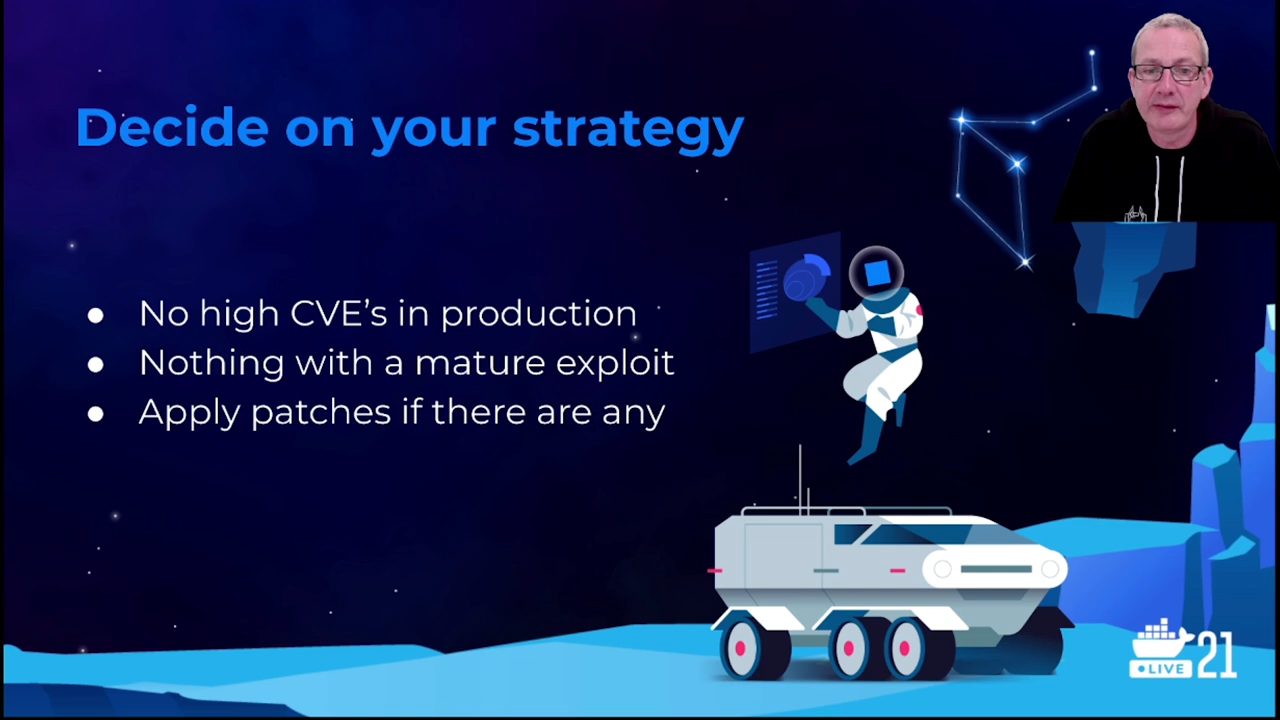 Decide on your strategy
● No high CVE’s in production
● Nothing with a mature exploit
● Apply patches if there are any
LIVE 21